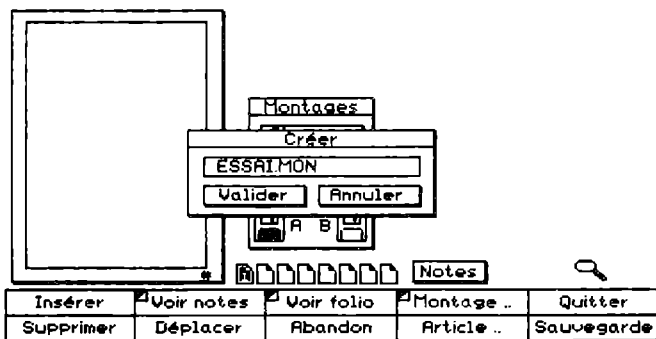 Montages
Créer
ESSAI.MON
Valider Annuler
A B
Notes
Insérer Voir notes Voir folio Montage .. Quitter
Supprimer Déplacer Abandon Article .. Sauvegarde